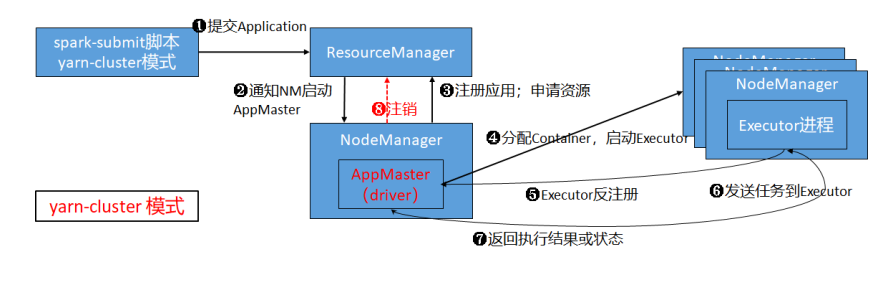 ❶提交Application
spark-submit脚本
yarn-cluster模式
ResourceManager
❷通知NM启动
AppMaster
❽注销
❸注册应用；申请资源
NodeManager
NodeManager
NodeManager
Executor进程
NodeManager
AppMaster
（driver）
❹分配Container，启动Executor
❺Executor反注册
❻发送任务到Executor
❼返回执行结果或状态
yarn-cluster 模式